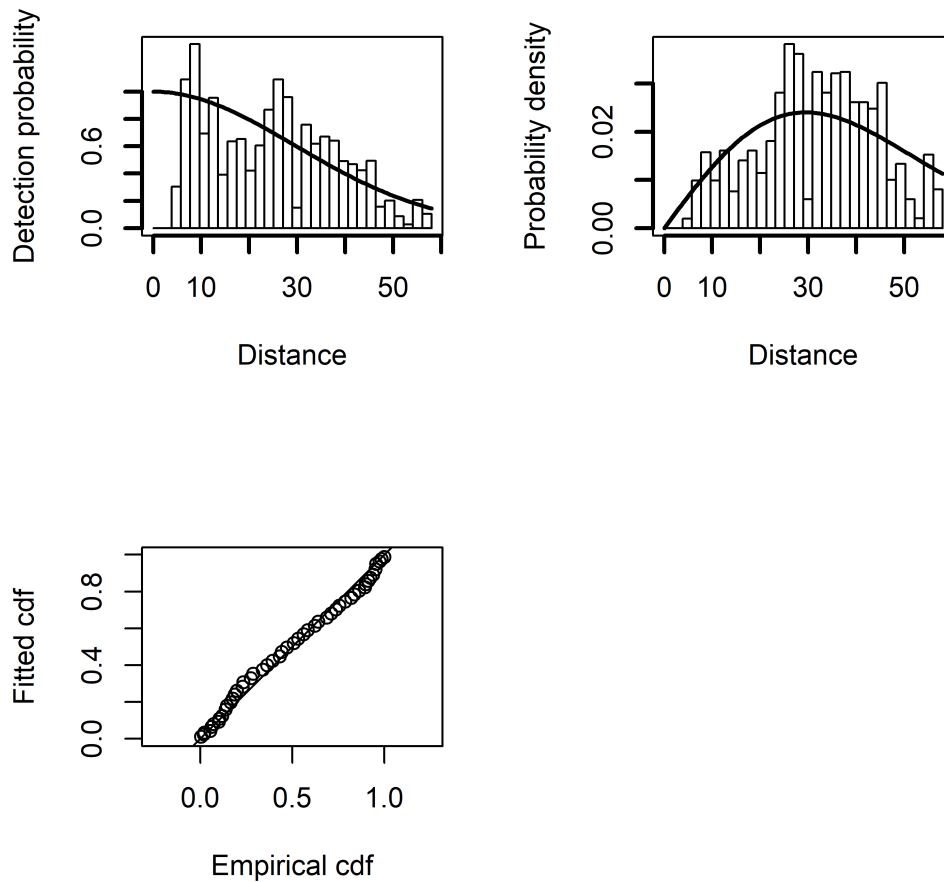 Detection probability
0.0 0.6
0 10 30 50
Distance
Probability density
0.00 0.02
0 10 30 50
Distance
Fitted cdf
0.0 0.4 0.8
0.0 0.5 1.0
Empirical cdf